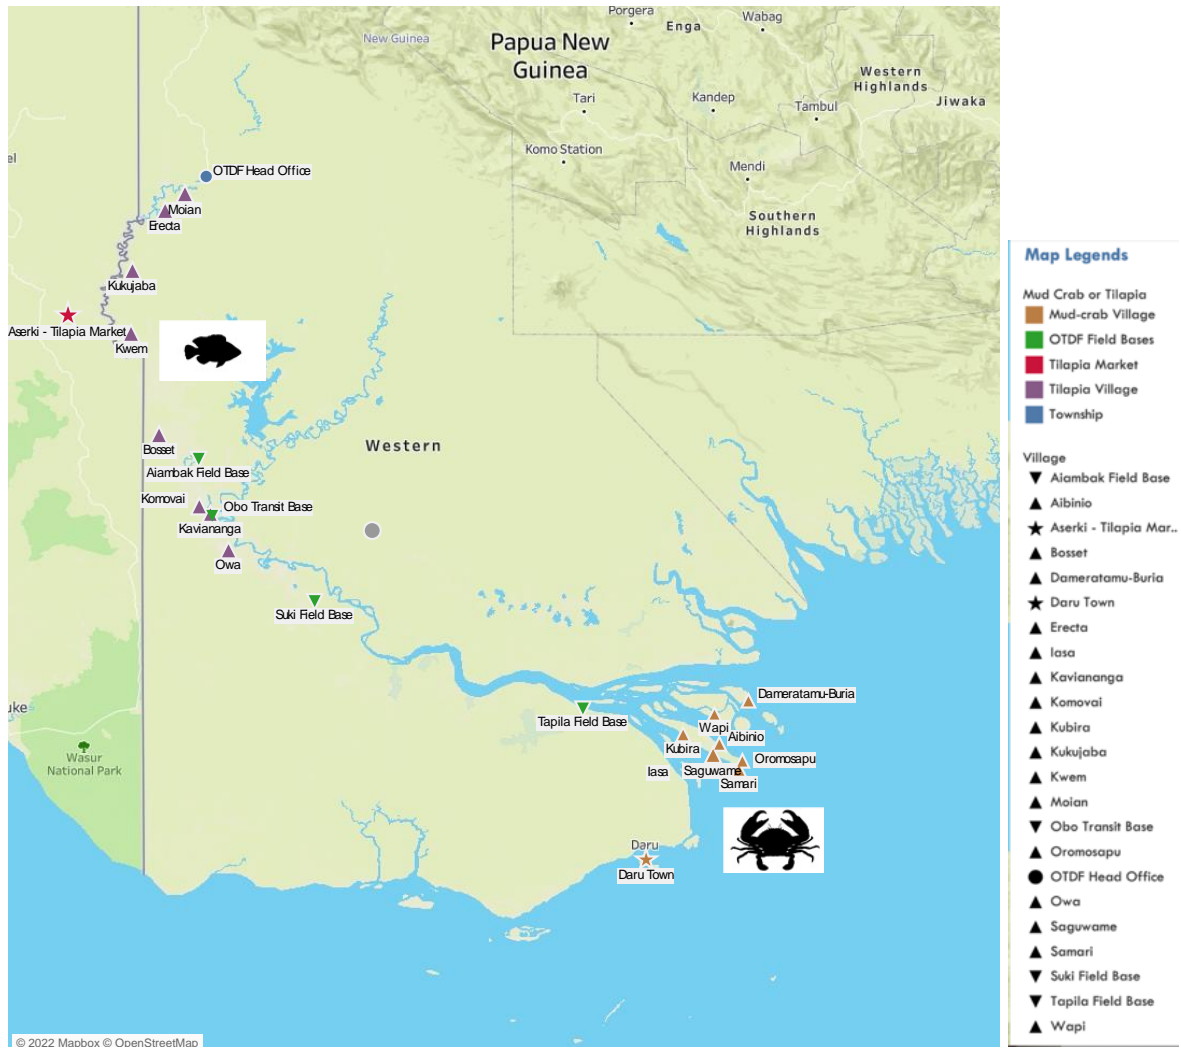 Porgera
Wabag
Enga
New Guinea
Papua New
Guinea
Western
Highlands
Jiwaka
Tari
Kandep
Tambul
Komo Station
Mendi
el
OTDF Head Office
Moian
Erecta
Southern
Highlands
Kukujaba
Aserki - Tilapia Market
Kwem
Bosset
Western
Aiambak Field Base
Komovai
Obo Transit Base
Kaviananga
Owa
Suki Field Base
Dameratamu-Buria
uke
Tapila Field Base
Wapi
Aibinio
Kubira
Wasur
National Park
Oromosapu
Iasa
Saguwame
Samari
Daru
Daru Town
© 2022 Mapbox © OpenStreetMap
Map Legends
Mud Crab or Tilapia
Mud-crab Village
OTDF Field Bases
Tilapia Market
Tilapia Village
Township
Village
Aiambak Field Base
Aibinio
Aserki - Tilapia Mar..
Bosset
Dameratamu-Buria
Daru Town
Erecta
Iasa
Kaviananga
Komovai
Kubira
Kukujaba
Kwem
Moian
Obo Transit Base
Oromosapu
OTDF Head Office
Owa
Saguwame
Samari
Suki Field Base
Tapila Field Base
Wapi